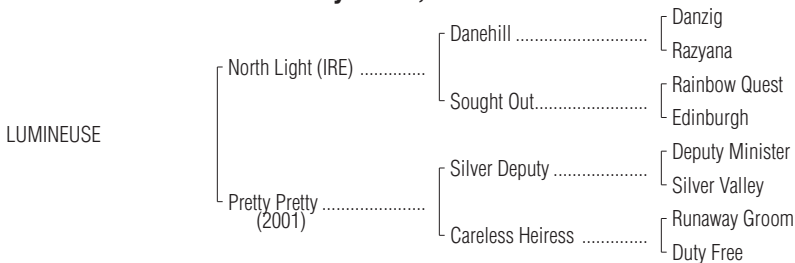 Danzig
Danehill ............................
Razyana
North Light (IRE) ..............
Rainbow Quest
Sought Out........................
Edinburgh
LUMINEUSE
Deputy Minister
Silver Deputy ....................
Silver Valley
Pretty Pretty ......................
(2001)
Runaway Groom
Careless Heiress ..............
Duty Free